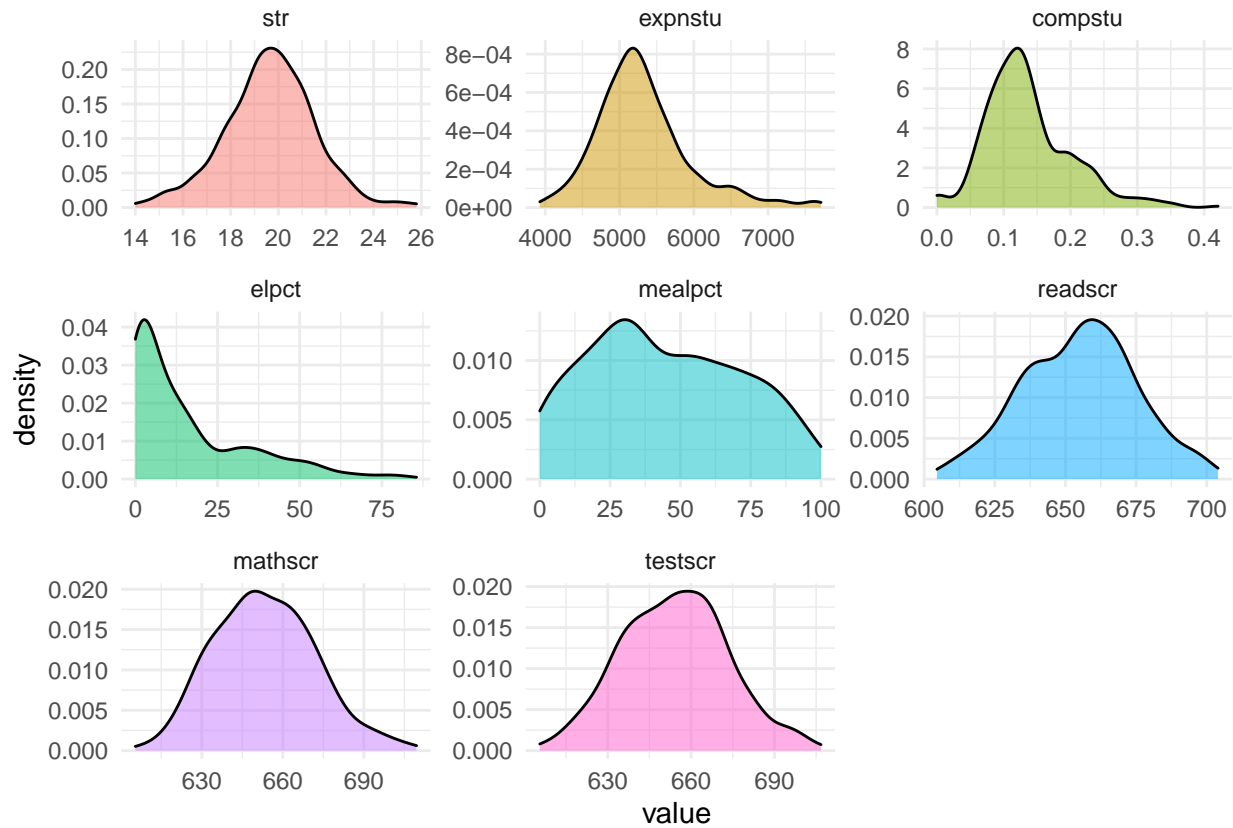 str
expnstu
compstu
0.20
0.15
0.10
0.05
0.00
8e−04
6e−04
4e−04
2e−04
0e+00
8
6
4
2
0
14 16 18 20 22 24 26
4000 5000 6000 7000
0.0 0.1 0.2 0.3 0.4
elpct
mealpct
readscr
density
0.04
0.03
0.02
0.01
0.00
0.010
0.005
0.000
0.020
0.015
0.010
0.005
0.000
0 25 50 75
0 25 50 75 100
600 625 650 675 700
mathscr
testscr
0.020
0.015
0.010
0.005
0.000
0.020
0.015
0.010
0.005
0.000
630 660 690
630 660 690
value